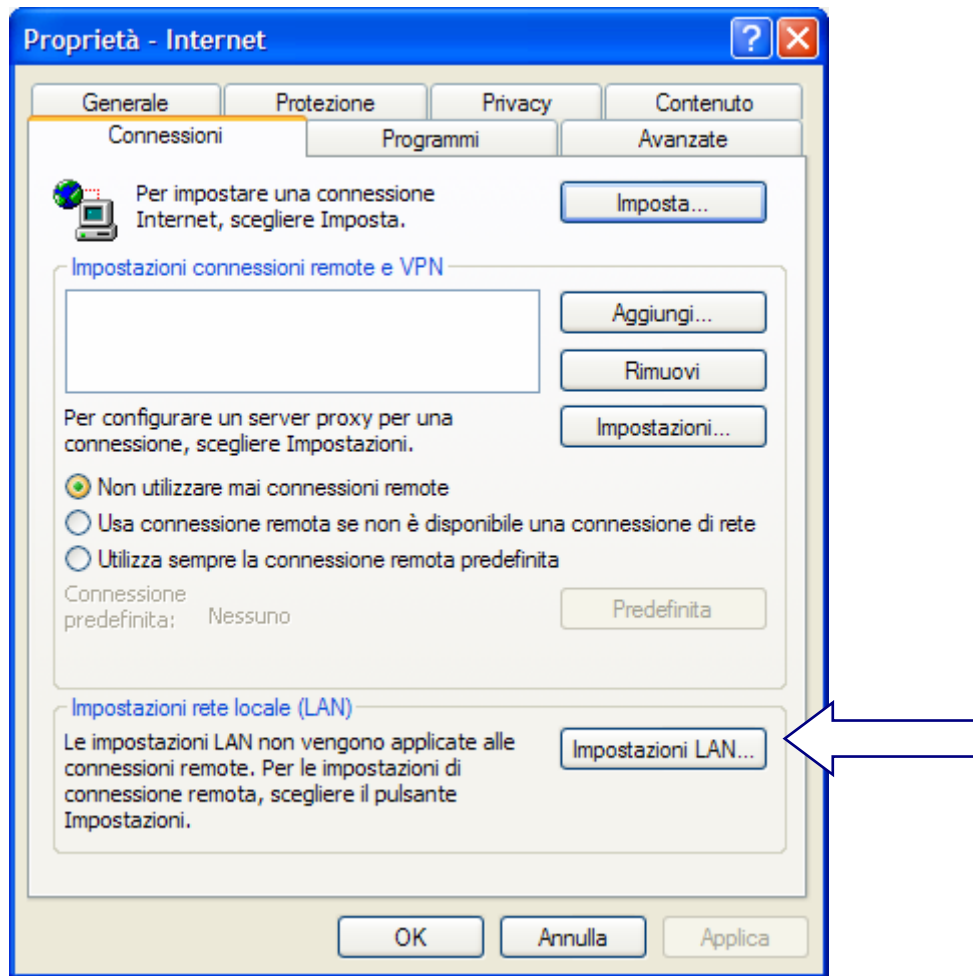 Proprietà - Internet
Generale
Protezione
Privacy
Contenuto
Connessioni
Programmi
Avanzate
Per impostare una connessione
Internet, scegliere Imposta.
Imposta...
Impostazioni connessioni remote e VPN
Aggiungi...
Rimuovi
Per configurare un server proxy per una
connessione, scegliere Impostazioni.
Impostazioni...
Non utilizzare mai connessioni remote
Usa connessione remota se non è disponibile una connessione di rete
Utilizza sempre la connessione remota predefinita
Connessione
predefinita:
Nessuno
Predefinita
Impostazioni rete locale (LAN)
Le impostazioni LAN non vengono applicate alle
connessioni remote. Per le impostazioni di
connessione remota, scegliere il pulsante
Impostazioni.
Impostazioni LAN...
OK
Annulla
Applica